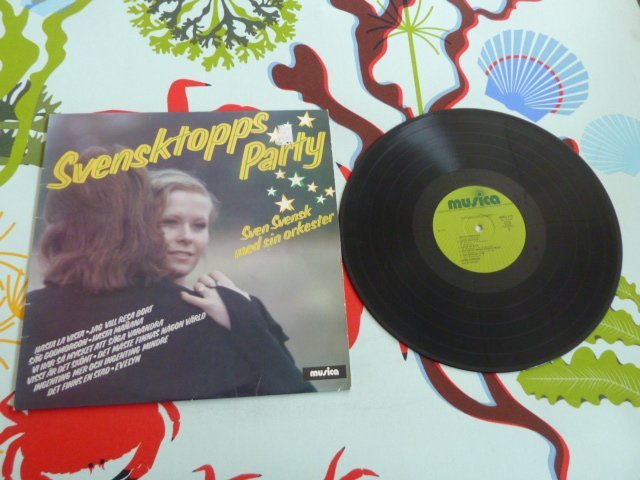 Svensktopps
Party
Sven Svensk
med sin orkester
HASTA LA VISTA • JAG VILL RESA BORT
SÄG GODMORGON • HASTA MAÑANA
VI HAR SÅ MYCKET ATT SÄGA VARANDRA
VISST ÄR DET SKÖNT • DET MÅSTE FINNAS NÅGON VÄRLD
INGENTING MER OCH INGENTING MINDRE
DET FINNS EN STAD • EVELYN
musica
musica